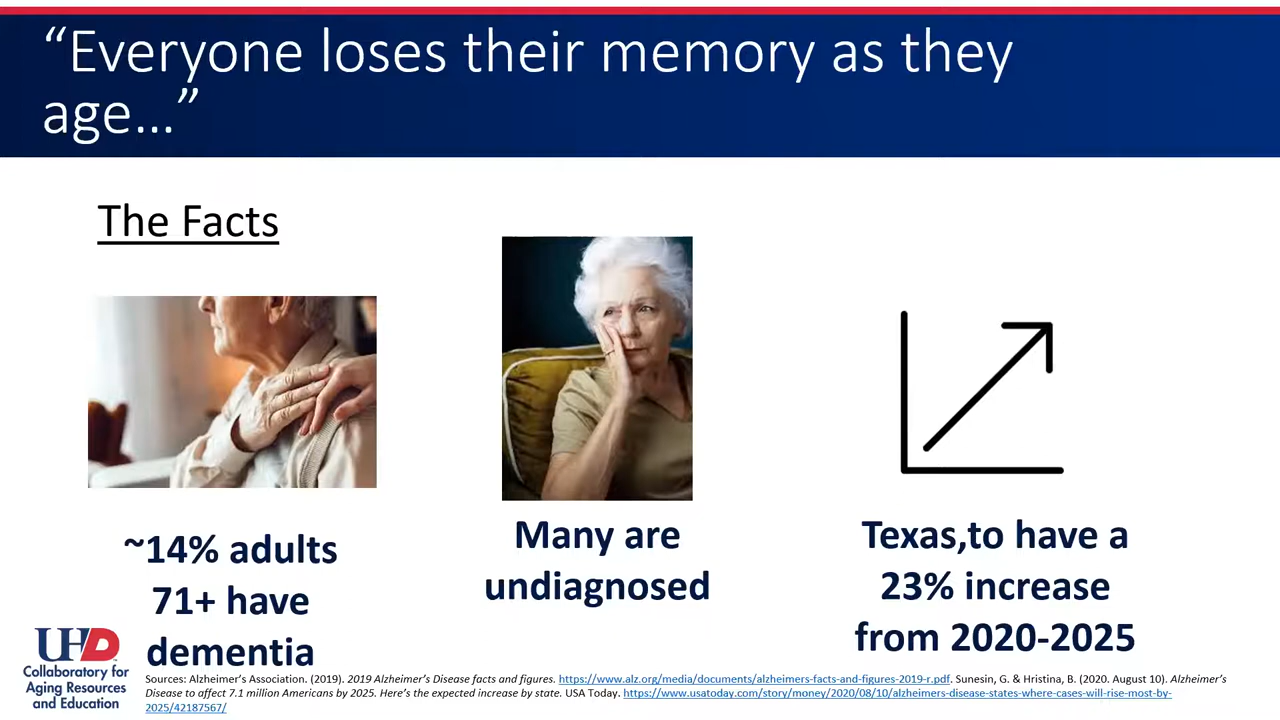 “Everyone loses their memory as they
age…”
The Facts
~14% adults
71+ have
dementia
Many are
undiagnosed
Texas,to have a
23% increase
from 2020-2025
UHD
Collaboratory for
Aging Resources
and Education
Sources: Alzheimer’s Association. (2019). 2019 Alzheimer’s Disease facts and figures. https://www.alz.org/media/documents/alzheimers-facts-and-figures-2019-r.pdf. Sunesin, G. & Hristina, B. (2020. August 10). Alzheimer’s
Disease to affect 7.1 million Americans by 2025. Here’s the expected increase by state. USA Today. https://www.usatoday.com/story/money/2020/08/10/alzheimers-disease-states-where-cases-will-rise-most-by-
2025/42187567/